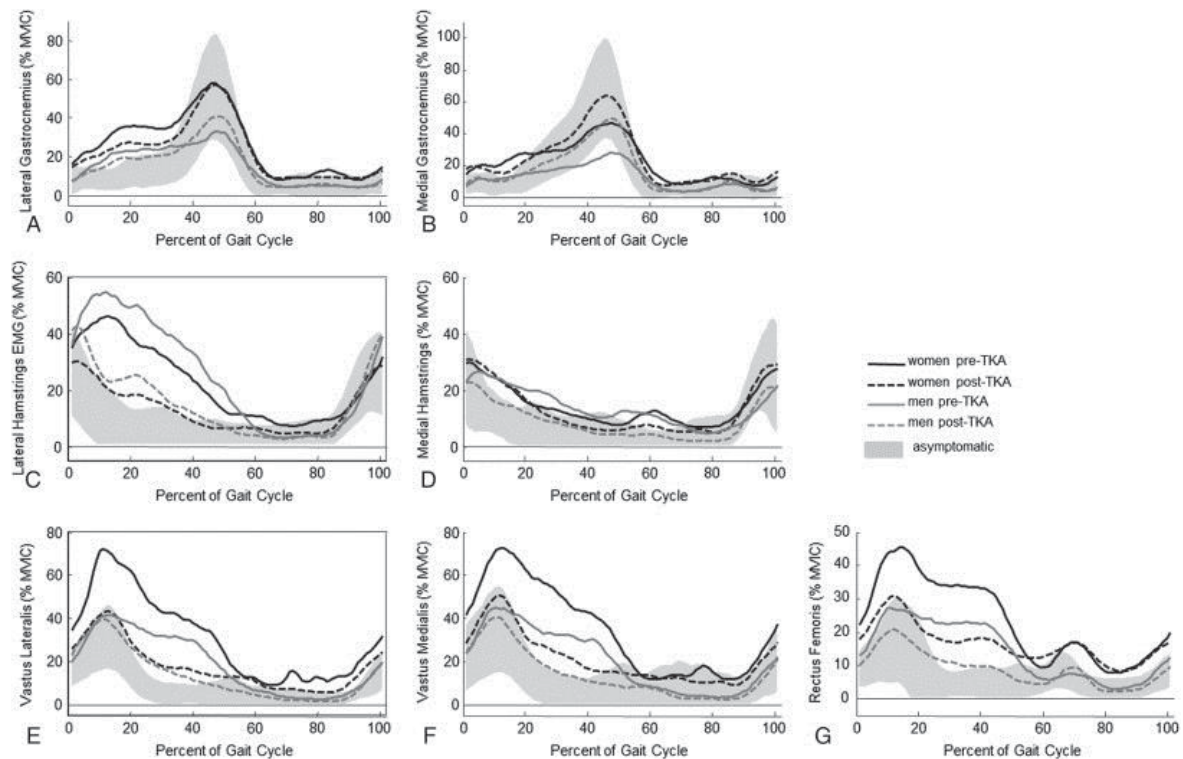 Lateral Gastrocnemius (% MVC)
80
60
40
20
0
0 20 40 60 80 100
A
Percent of Gait Cycle
Medial Gastrocnemius (% MVC)
100
80
60
40
20
0
0 20 40 60 80 100
B
Percent of Gait Cycle
Lateral Hamstrings EMG (% MVC)
60
40
20
0
0 20 40 60 80 100
C
Percent of Gait Cycle
Medial Hamstrings (% MVC)
60
40
20
0
0 20 40 60 80 100
D
Percent of Gait Cycle
women pre-TKA
women post-TKA
men pre-TKA
men post-TKA
asymptomatic
Vastus Lateralis (% MVC)
80
60
40
20
0
0 20 40 60 80 100
E
Percent of Gait Cycle
Vastus Medialis (% MVC)
80
60
40
20
0
0 20 40 60 80 100
F
Percent of Gait Cycle
Rectus Femoris (% MVIC)
50
40
30
20
10
0
0 20 40 60 80 100
G
Percent of Gait Cycle